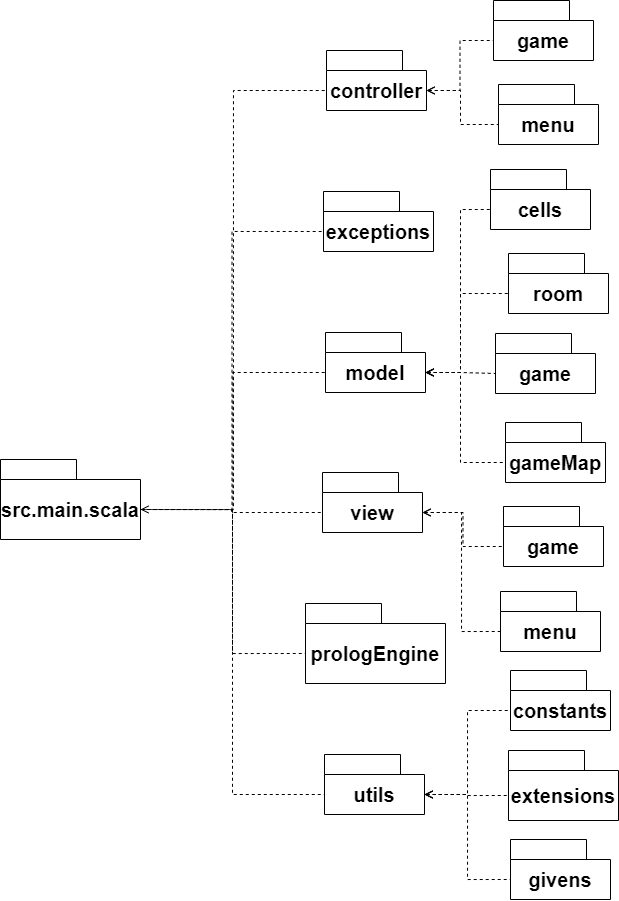 game
controller
menu
cells
exceptions
room
model
game
gameMap
src.main.scala
view
game
menu
prologEngine
constants
utils
extensions
givens